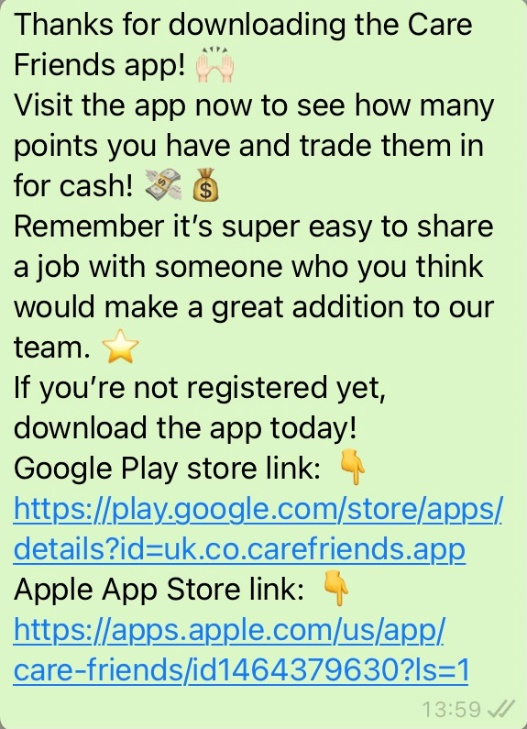 Thanks for downloading the Care
Friends app! 🙌🏻
Visit the app now to see how many
points you have and trade them in
for cash! 💸 💰
Remember it’s super easy to share
a job with someone who you think
would make a great addition to our
team. ⭐
If you’re not registered yet,
download the app today!
Google Play store link: 👇
https://play.google.com/store/apps/
details?id=uk.co.carefriends.app
Apple App Store link: 👇
https://apps.apple.com/us/app/
care-friends/id1464379630?ls=1
13:59